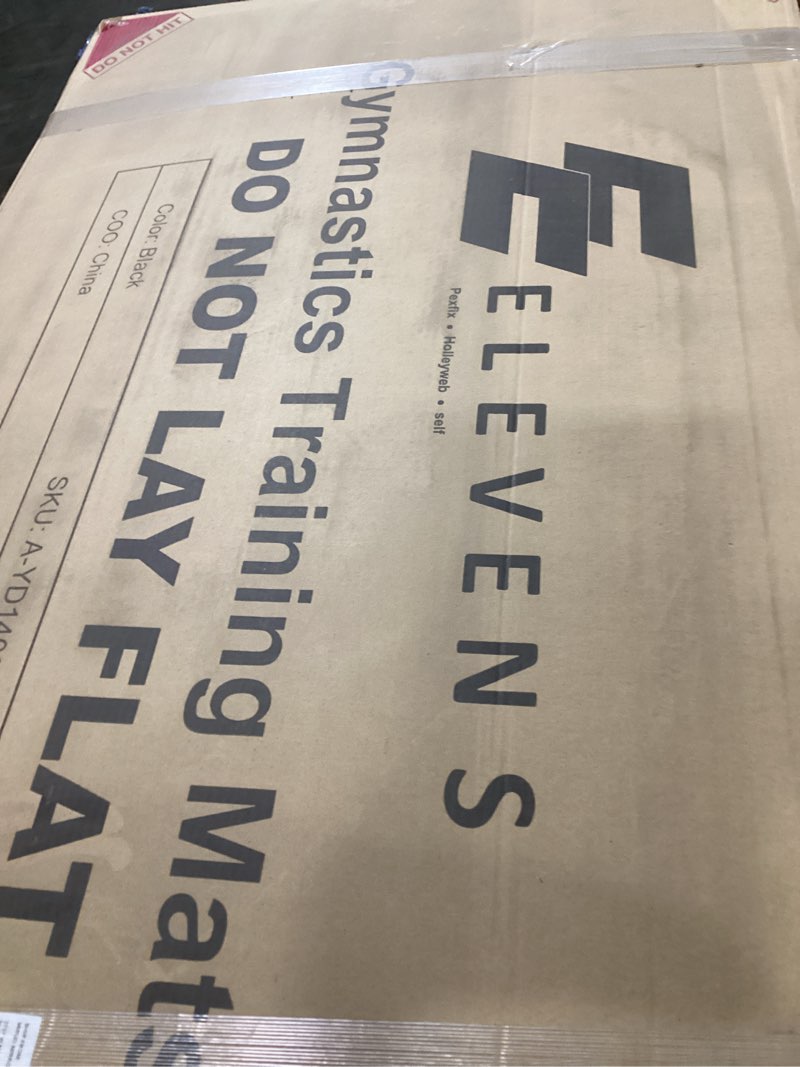 DO NOT HIT
ELEVENS
Pexfix • Holleyweb • self
Gymnastics Training Mats
DO NOT LAY FLAT
Color: Black
COO: China
SKU: A-YD140